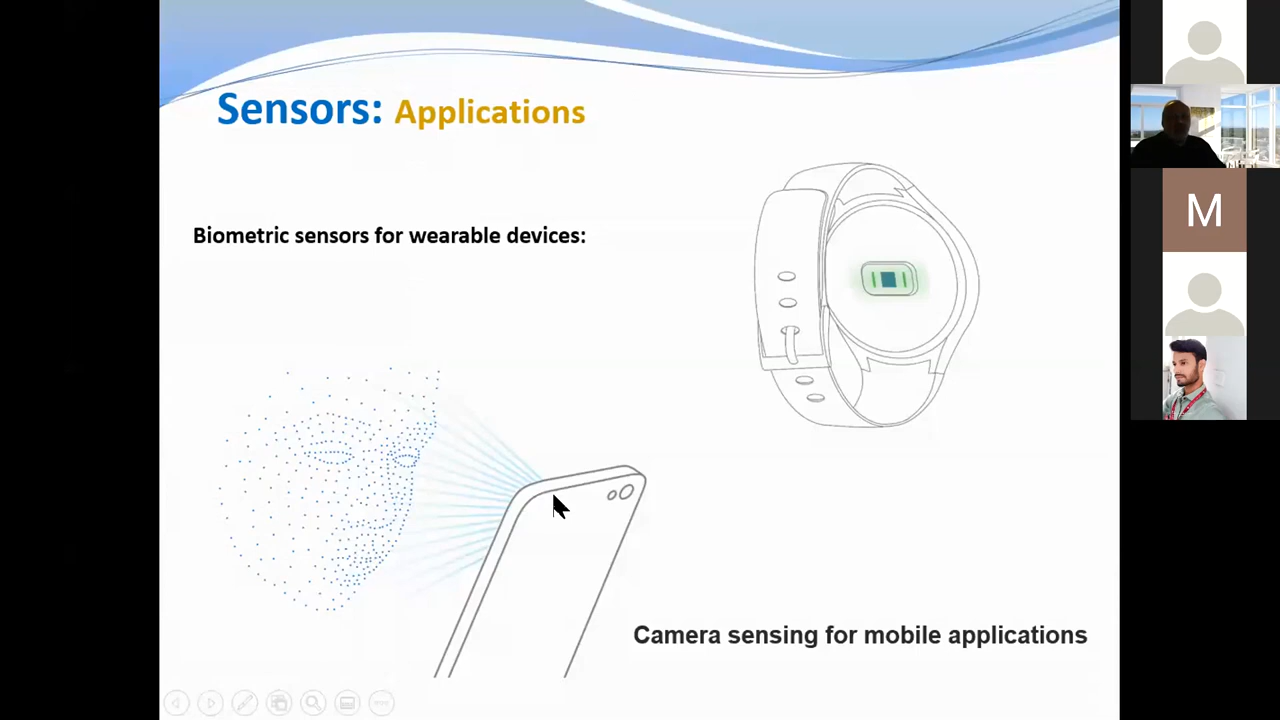 Sensors: Applications
Biometric sensors for wearable devices:
Camera sensing for mobile applications
M